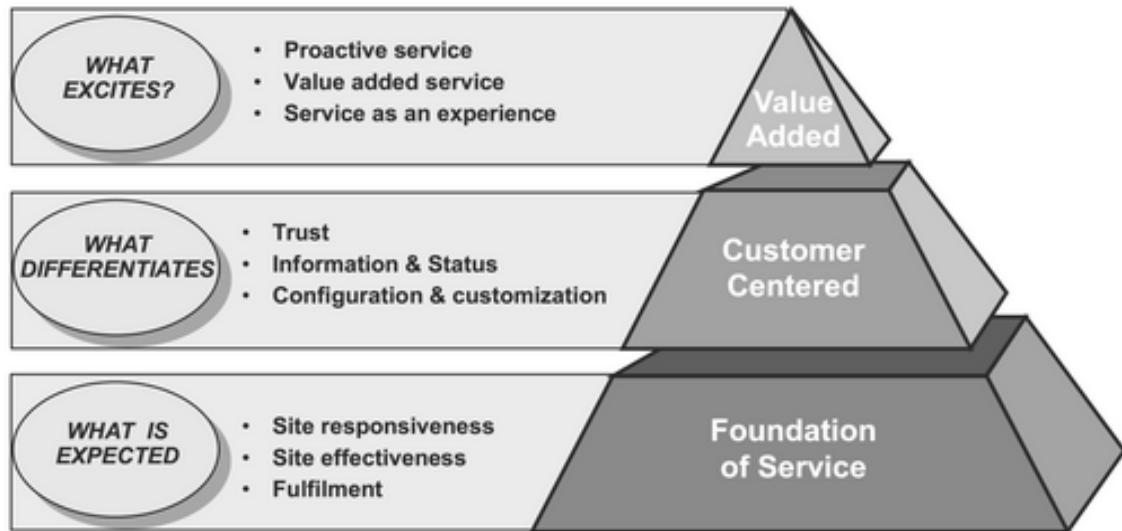 WHAT
EXCITES?
• Proactive service
• Value added service
• Service as an experience
Value
Added
WHAT
DIFFERENTIATES
• Trust
• Information & Status
• Configuration & customization
Customer
Centered
WHAT IS
EXPECTED
• Site responsiveness
• Site effectiveness
• Fulfilment
Foundation
of Service